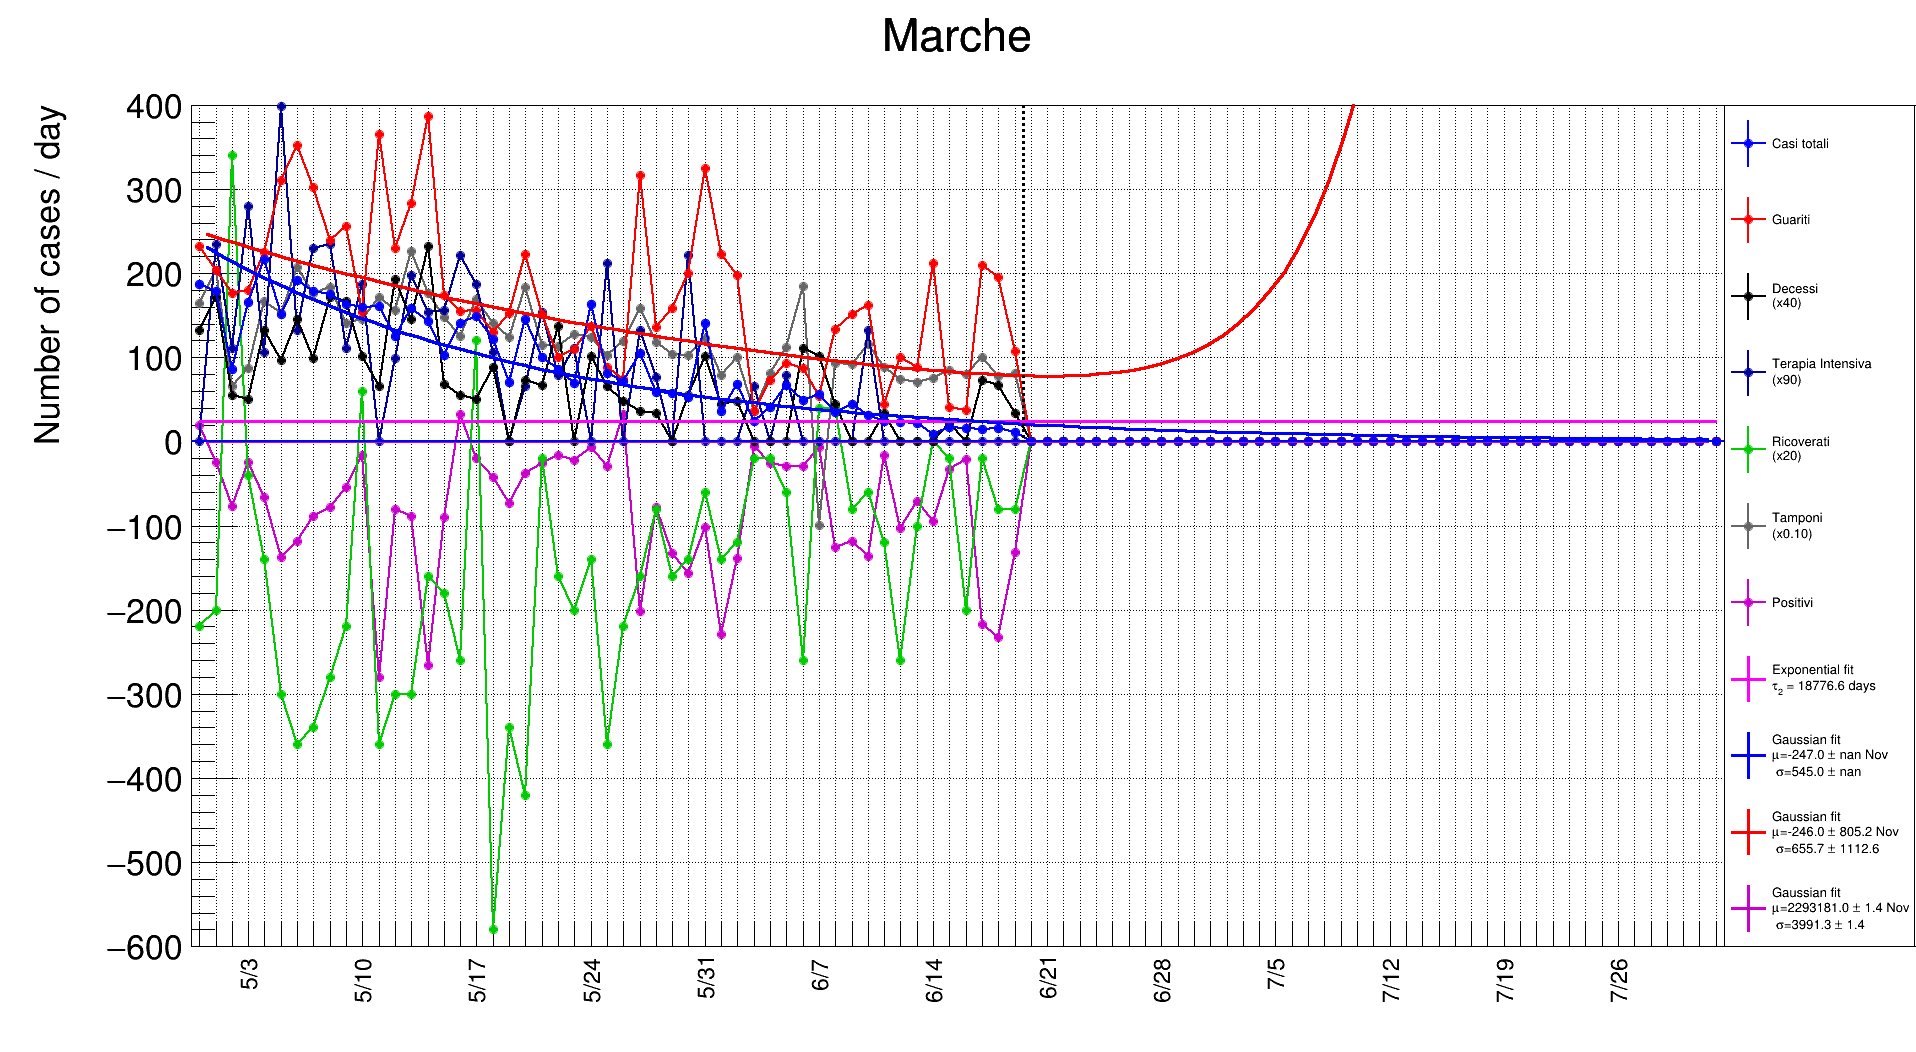 Marche
Number of cases / day
400
300
200
100
0
−100
−200
−300
−400
−500
−600
5/3
5/10
5/17
5/24
5/31
6/7
6/14
6/21
6/28
7/5
7/12
7/19
7/26
Casi totali
Guariti
Decessi
(x40)
Terapia Intensiva
(x90)
Ricoverati
(x20)
Tamponi
(x0.10)
Positivi
Exponential fit
τ₂ = 18776.6 days
Gaussian fit
μ=-247.0 ± nan Nov
σ=545.0 ± nan
Gaussian fit
μ=-246.0 ± 805.2 Nov
σ=655.7 ± 1112.6
Gaussian fit
μ=2293181.0 ± 1.4 Nov
σ=3991.3 ± 1.4